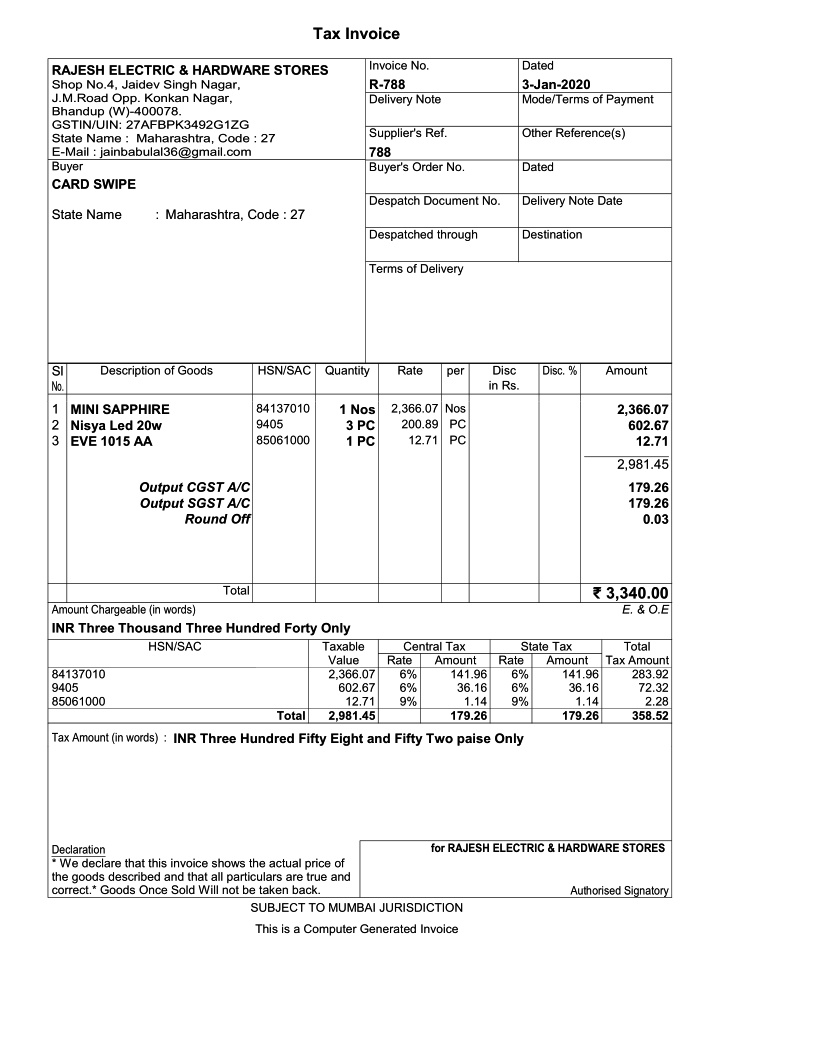 Tax Invoice
RAJESH ELECTRIC & HARDWARE STORES
Shop No.4, Jaidev Singh Nagar,
J.M.Road Opp. Konkan Nagar,
Bhandup (W)-400078.
GSTIN/UIN: 27AFBPK3492G1ZG
State Name : Maharashtra, Code : 27
E-Mail : jainbabulal36@gmail.com
Invoice No. Dated
R-788 3-Jan-2020
Delivery Note Mode/Terms of Payment
Supplier's Ref. Other Reference(s)
788
Buyer
CARD SWIPE
State Name : Maharashtra, Code : 27
Buyer's Order No. Dated
Despatch Document No. Delivery Note Date
Despatched through Destination
Terms of Delivery
Sl Description of Goods HSN/SAC Quantity Rate per Disc Disc. % Amount
No. in Rs.
1 MINI SAPPHIRE 84137010 1 Nos 2,366.07 Nos 2,366.07
2 Nisya Led 20w 9405 3 PC 200.89 PC 602.67
3 EVE 1015 AA 85061000 1 PC 12.71 PC 12.71
2,981.45
Output CGST A/C 179.26
Output SGST A/C 179.26
Round Off 0.03
Total ₹ 3,340.00
Amount Chargeable (in words) E. & O.E
INR Three Thousand Three Hundred Forty Only
HSN/SAC Taxable Central Tax State Tax Total
Value Rate Amount Rate Amount Tax Amount
84137010 2,366.07 6% 141.96 6% 141.96 283.92
9405 602.67 6% 36.16 6% 36.16 72.32
85061000 12.71 9% 1.14 9% 1.14 2.28
Total 2,981.45 179.26 179.26 358.52
Tax Amount (in words) : INR Three Hundred Fifty Eight and Fifty Two paise Only
Declaration
* We declare that this invoice shows the actual price of
the goods described and that all particulars are true and
correct.* Goods Once Sold Will not be taken back.
for RAJESH ELECTRIC & HARDWARE STORES
Authorised Signatory
SUBJECT TO MUMBAI JURISDICTION
This is a Computer Generated Invoice